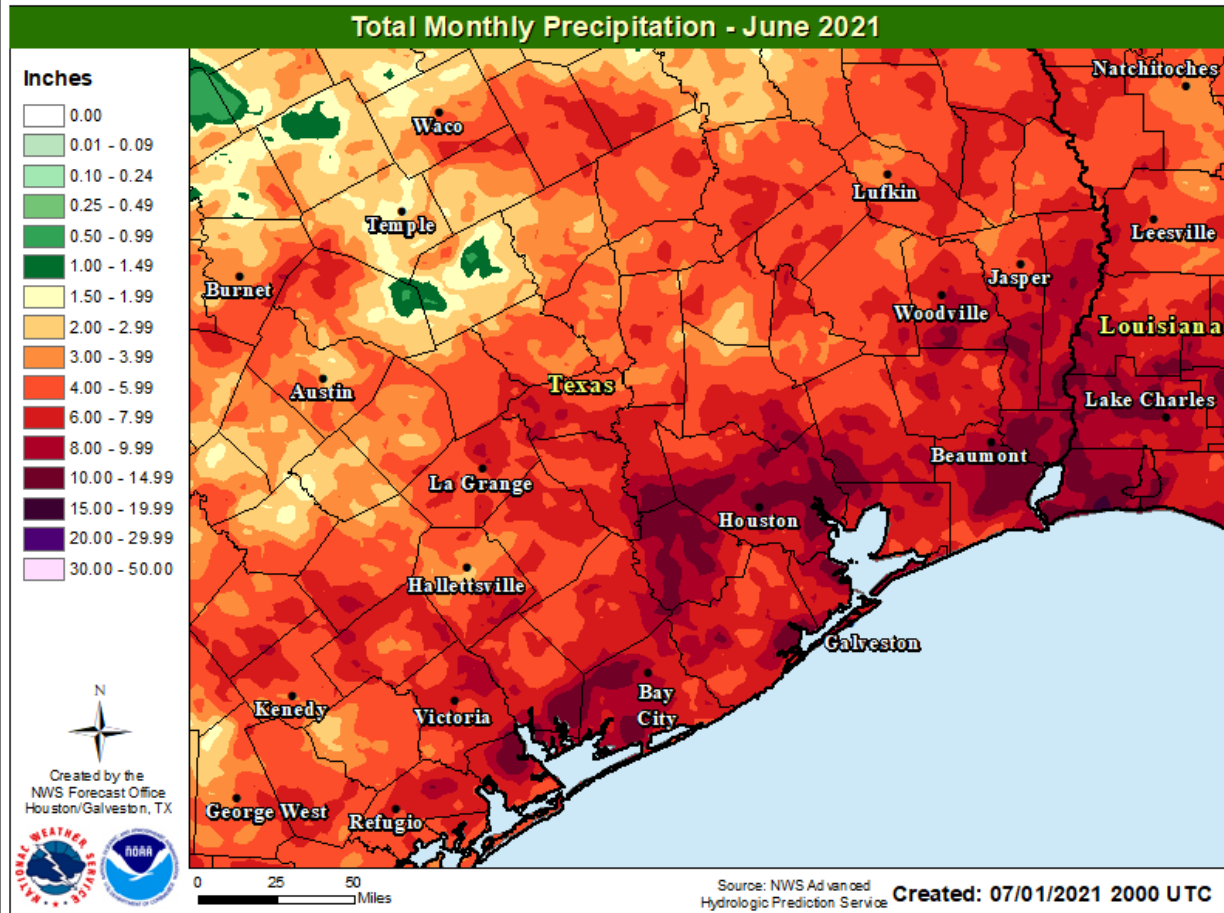 Total Monthly Precipitation - June 2021
Inches
0.00
0.01 - 0.09
0.10 - 0.24
0.25 - 0.49
0.50 - 0.99
1.00 - 1.49
1.50 - 1.99
2.00 - 2.99
3.00 - 3.99
4.00 - 5.99
6.00 - 7.99
8.00 - 9.99
10.00 - 14.99
15.00 - 19.99
20.00 - 29.99
30.00 - 50.00
Natchitoches
Waco
Lufkin
Temple
Leesville
Burnet
Jasper
Woodville
Louisiana
Austin
Texas
Lake Charles
Beaumont
La Grange
Houston
Hallettsville
Galveston
Kenedy
Victoria
Bay
City
George West
Refugio
N
Created by the
NWS Forecast Office
Houston/Galveston, TX
NATIONAL WEATHER SERVICE
NOAA
0 25 50
Miles
Source: NWS Advanced
Hydrologic Prediction Service
Created: 07/01/2021 2000 UTC